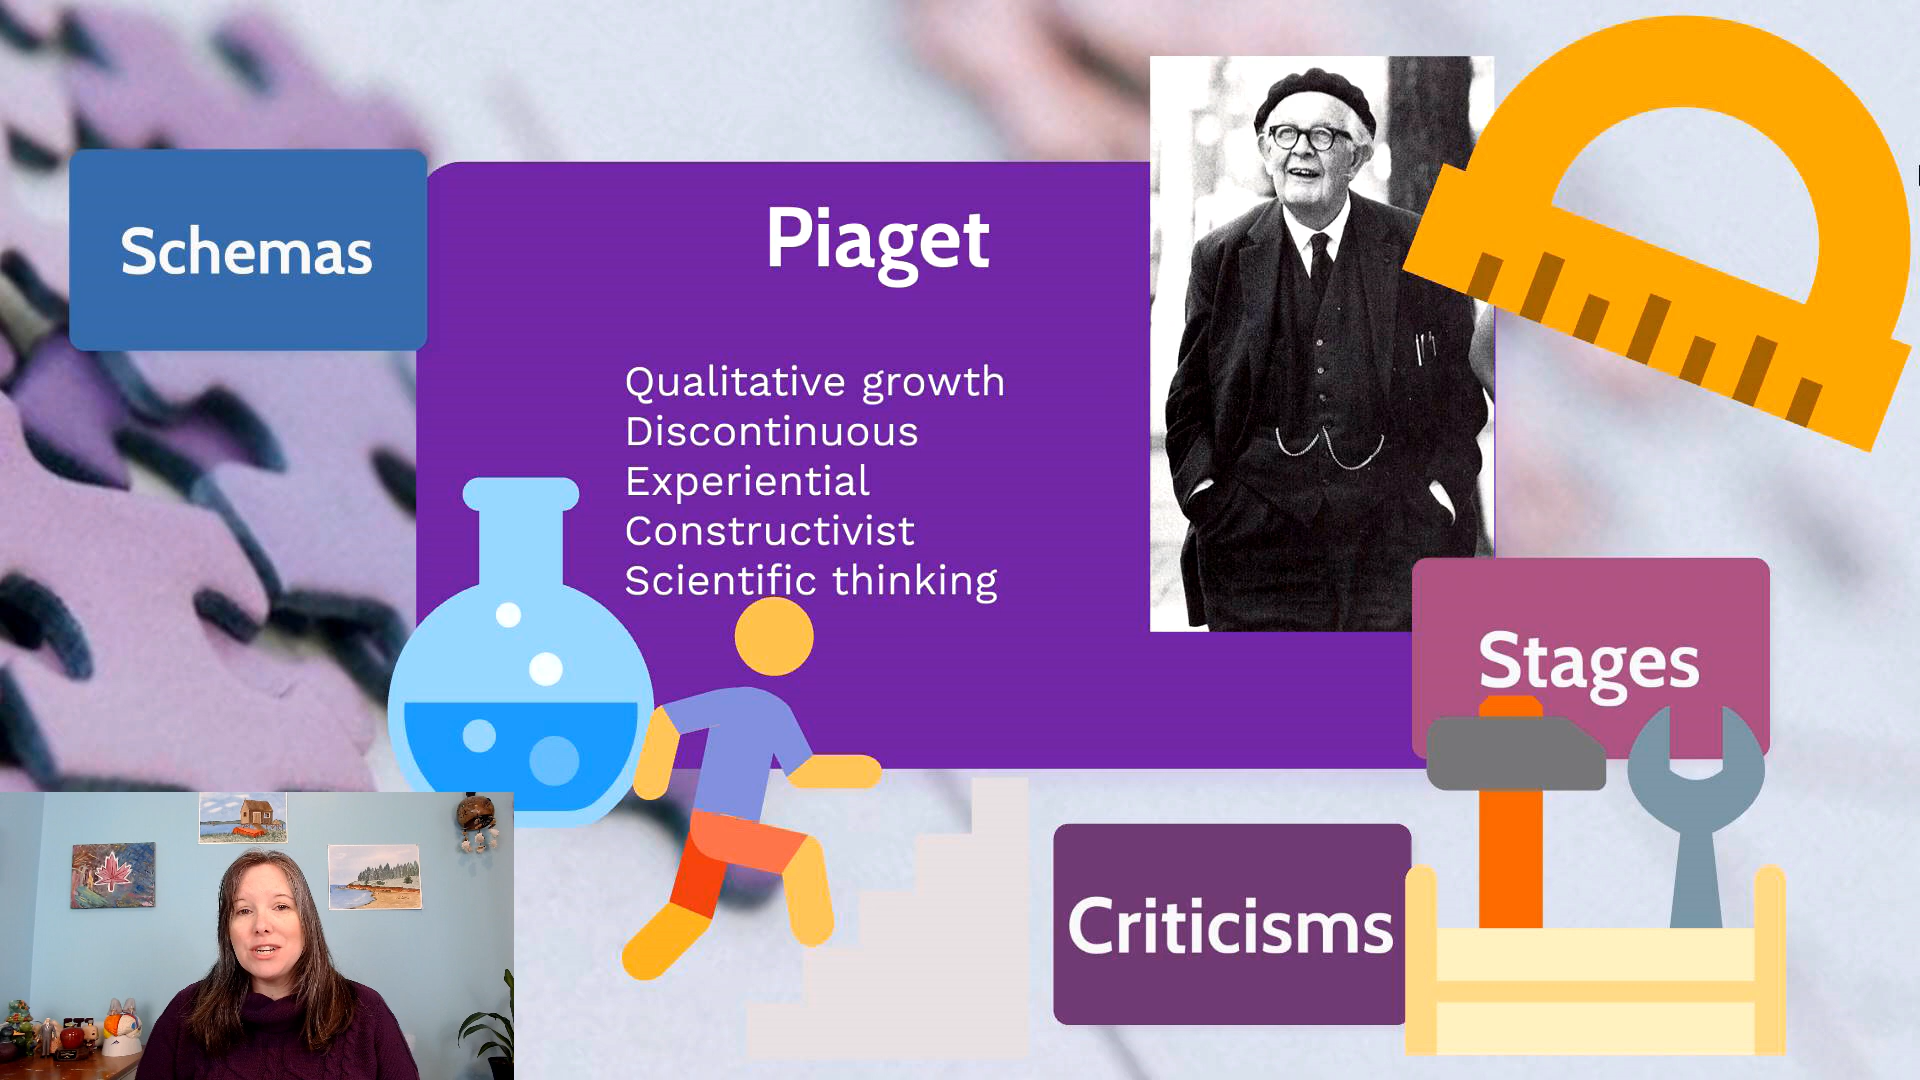 Schemas
Piaget
Qualitative growth
Discontinuous
Experiential
Constructivist
Scientific thinking
Stages
Criticisms